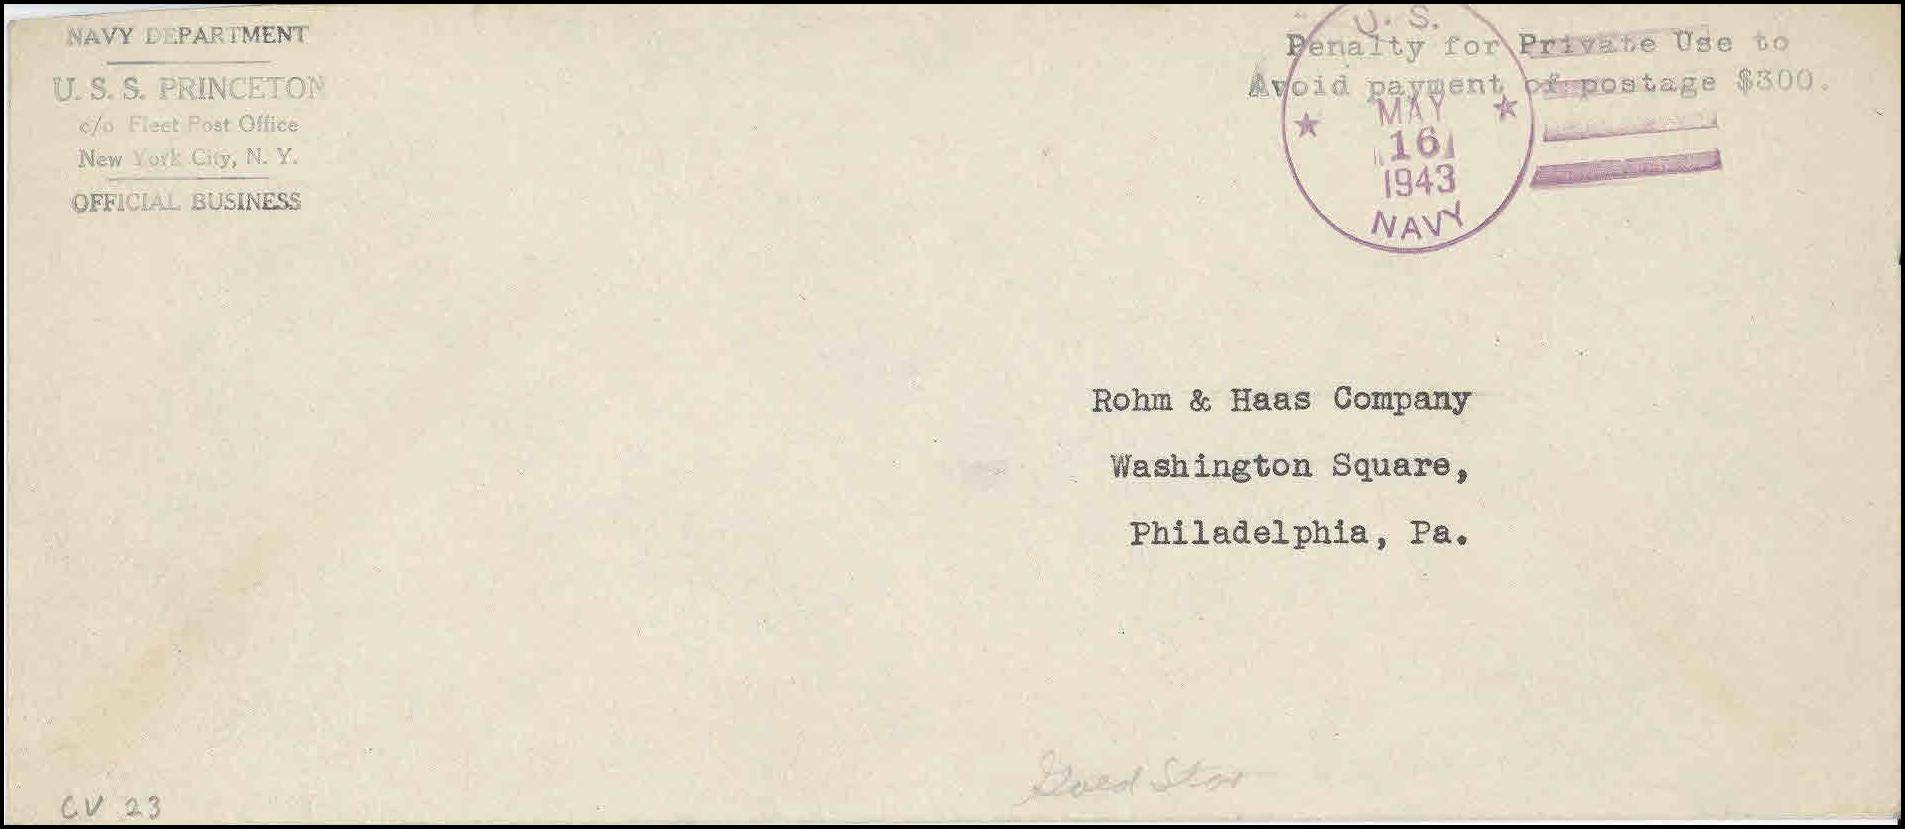 NAVY DEPARTMENT
U. S. S. PRINCETON
c/o Fleet Post Office
New York City, N. Y.
OFFICIAL BUSINESS
Penalty for Private Use to
Avoid payment of postage $300.
U. S.
MAY
16
1943
NAVY
Rohm & Haas Company
Washington Square,
Philadelphia, Pa.
CV 23